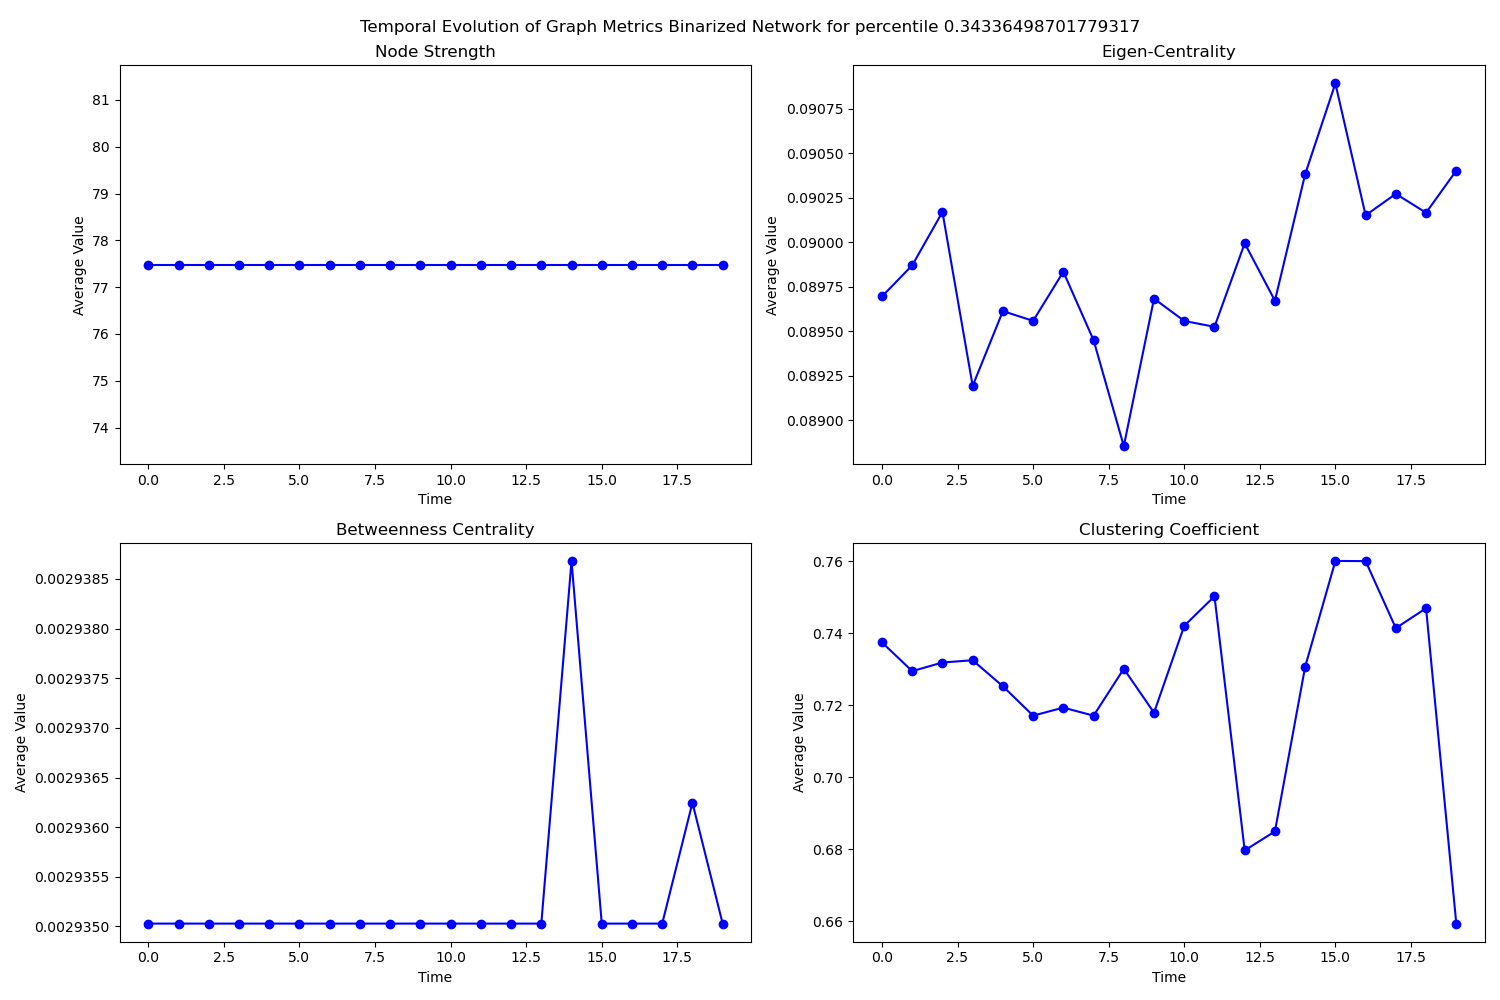 Temporal Evolution of Graph Metrics Binarized Network for percentile 0.34336498701779317
Node Strength
81
80
79
78
77
76
75
74
Average Value
0.0 2.5 5.0 7.5 10.0 12.5 15.0 17.5
Time
Eigen-Centrality
0.09075
0.09050
0.09025
0.09000
0.08975
0.08950
0.08925
0.08900
Average Value
0.0 2.5 5.0 7.5 10.0 12.5 15.0 17.5
Time
Betweenness Centrality
0.0029385
0.0029380
0.0029375
0.0029370
0.0029365
0.0029360
0.0029355
0.0029350
Average Value
0.0 2.5 5.0 7.5 10.0 12.5 15.0 17.5
Time
Clustering Coefficient
0.76
0.74
0.72
0.70
0.68
0.66
Average Value
0.0 2.5 5.0 7.5 10.0 12.5 15.0 17.5
Time